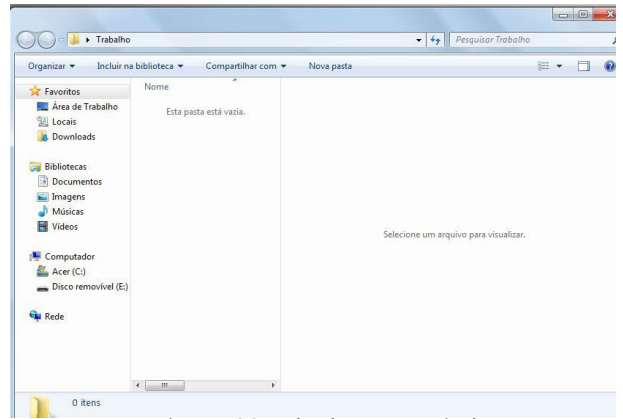 Trabalho
Pesquisar Trabalho
Organizar
Incluir na biblioteca
Compartilhar com
Nova pasta
Favoritos
Área de Trabalho
Locais
Downloads
Bibliotecas
Documentos
Imagens
Músicas
Vídeos
Computador
Acer (C:)
Disco removível (E:)
Rede
Nome
Esta pasta está vazia.
Selecione um arquivo para visualizar.
0 itens